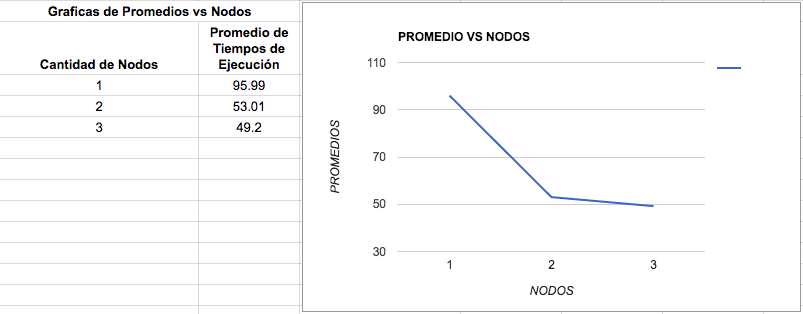 Graficas de Promedios vs Nodos
Cantidad de Nodos
Promedio de
Tiempos de
Ejecución
1 95.99
2 53.01
3 49.2
PROMEDIO VS NODOS
110
90
70
50
30
PROMEDIOS
1 2 3
NODOS